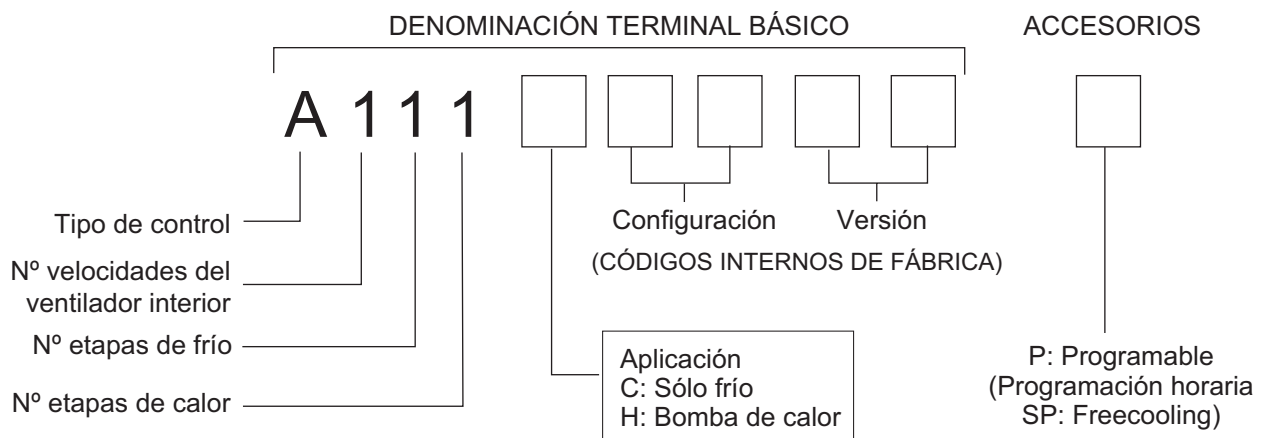 DENOMINACIÓN TERMINAL BÁSICO
ACCESORIOS
A 1 1 1
Tipo de control
Nº velocidades del
ventilador interior
Nº etapas de frío
Nº etapas de calor
Configuración
Versión
(CÓDIGOS INTERNOS DE FÁBRICA)
Aplicación
C: Sólo frío
H: Bomba de calor
P: Programable
(Programación horaria
SP: Freecooling)